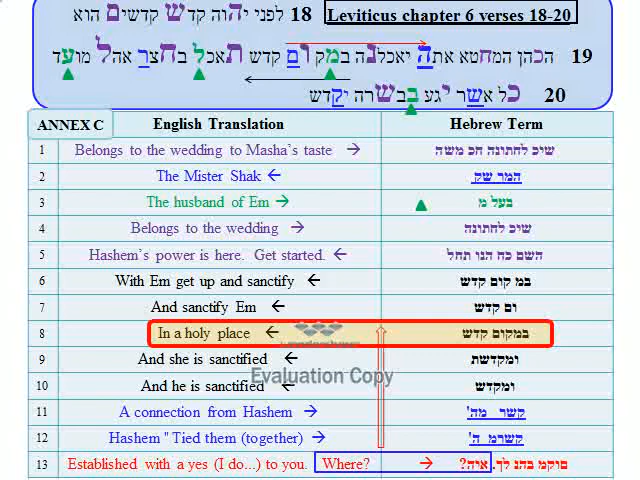 18 לפני יהוה קדש קדשים הוא
Leviticus chapter 6 verses 18-20
19 הכהן המחטא אתה יאכלנה במקום קדש תאכל בחצר אהל מועד
20 כל אשר יגע בבשרה יקדש
ANNEX C English Translation Hebrew Term
1 Belongs to the wedding to Masha's taste → שיכ לחתונה חכ משה
2 The Mister Shak ← המר שק
3 The husband of Em → בעל מ
4 Belongs to the wedding → שיכ לחתונה
5 Hashem's power is here. Get started. ← השם כח הנו תחל
6 With Em get up and sanctify ← במ קום קדש
7 And sanctify Em ← ום קדש
8 In a holy place ← במקום קדש
9 And she is sanctified ← ומקדשת
10 And he is sanctified ← ומקדש
Evaluation Copy
11 A connection from Hashem → קשר מה'
12 Hashem " Tied them (together) → קשרמ ה'
13 Established with a yes (I do...) to you. Where? → סוקמ בהנ לך. איה?